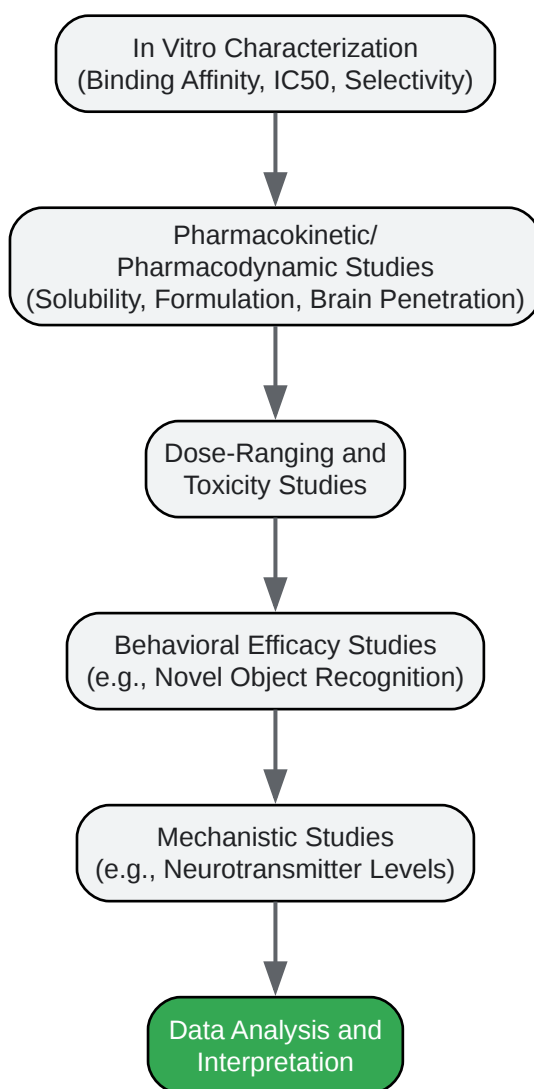 In Vitro Characterization
(Binding Affinity, IC50, Selectivity)
Pharmacokinetic/
Pharmacodynamic Studies
(Solubility, Formulation, Brain Penetration)
Dose-Ranging and
Toxicity Studies
Behavioral Efficacy Studies
(e.g., Novel Object Recognition)
Mechanistic Studies
(e.g., Neurotransmitter Levels)
Data Analysis and
Interpretation